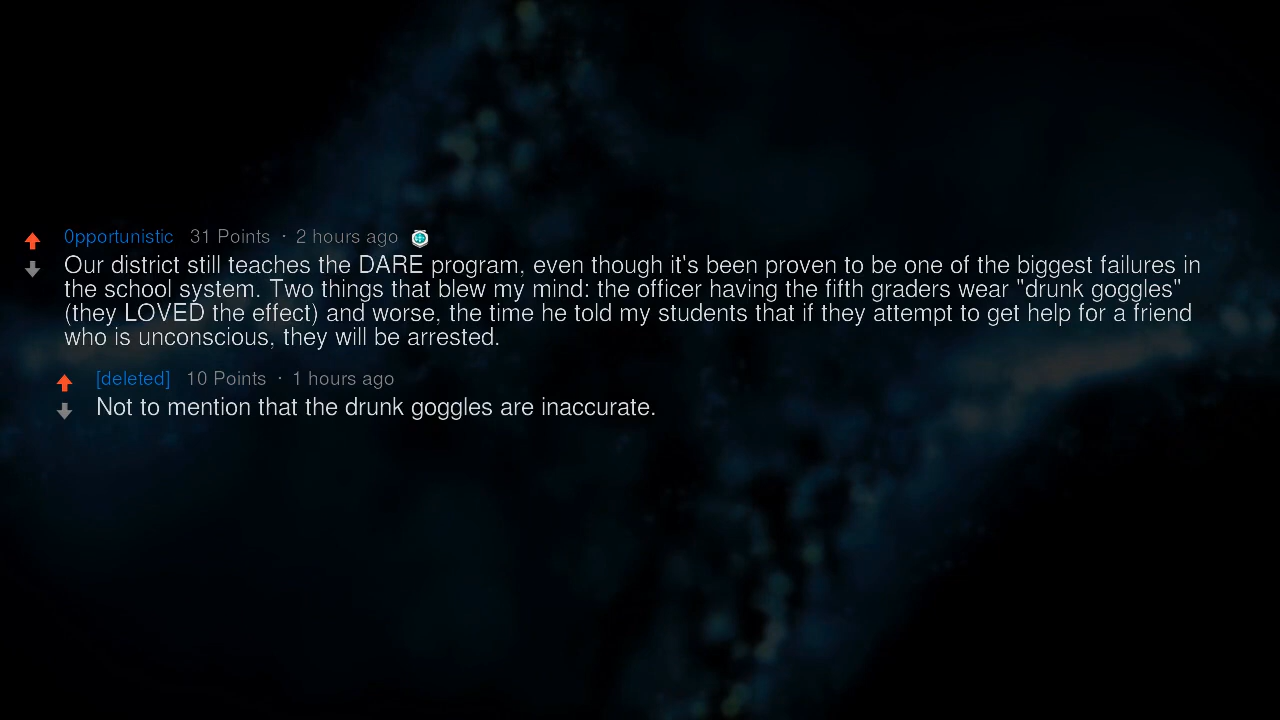 0pportunistic 31 Points · 2 hours ago
Our district still teaches the DARE program, even though it's been proven to be one of the biggest failures in
the school system. Two things that blew my mind: the officer having the fifth graders wear "drunk goggles"
(they LOVED the effect) and worse, the time he told my students that if they attempt to get help for a friend
who is unconscious, they will be arrested.
[deleted] 10 Points · 1 hours ago
Not to mention that the drunk goggles are inaccurate.